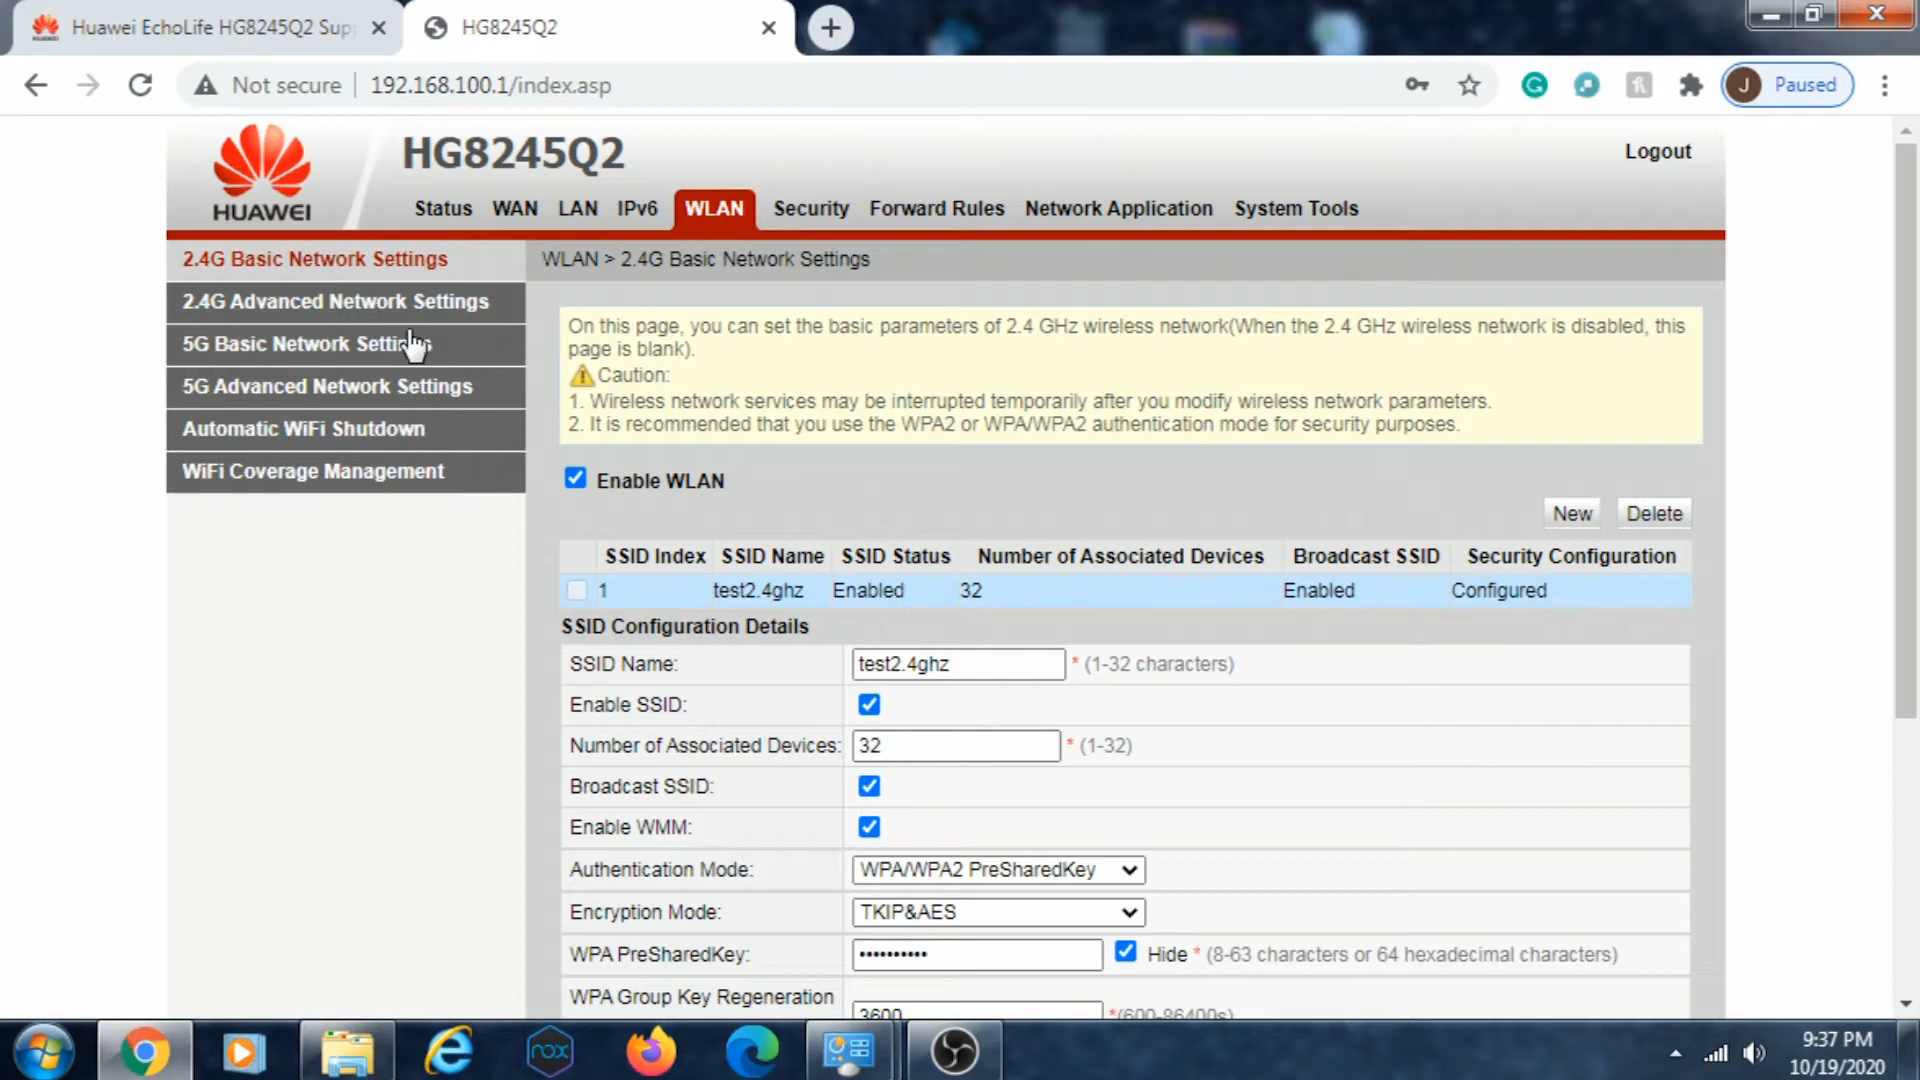 Huawei EchoLife HG8245Q2 Sup
HG8245Q2
Not secure
192.168.100.1/index.asp
J
Paused
HUAWEI
HG8245Q2
Logout
Status
WAN
LAN
IPv6
WLAN
Security
Forward Rules
Network Application
System Tools
2.4G Basic Network Settings
2.4G Advanced Network Settings
5G Basic Network Settings
5G Advanced Network Settings
Automatic WiFi Shutdown
WiFi Coverage Management
WLAN > 2.4G Basic Network Settings
On this page, you can set the basic parameters of 2.4 GHz wireless network(When the 2.4 GHz wireless network is disabled, this
page is blank).
Caution:
1. Wireless network services may be interrupted temporarily after you modify wireless network parameters.
2. It is recommended that you use the WPA2 or WPA/WPA2 authentication mode for security purposes.
Enable WLAN
New
Delete
SSID Index SSID Name SSID Status Number of Associated Devices Broadcast SSID Security Configuration
1 test2.4ghz Enabled 32 Enabled Configured
SSID Configuration Details
SSID Name: test2.4ghz * (1-32 characters)
Enable SSID:
Number of Associated Devices: 32 * (1-32)
Broadcast SSID:
Enable WMM:
Authentication Mode: WPA/WPA2 PreSharedKey
Encryption Mode: TKIP&AES
WPA PreSharedKey: •••••••••• Hide * (8-63 characters or 64 hexadecimal characters)
WPA Group Key Regeneration
3600 *(600-86400s)
nox
9:37 PM
10/19/2020